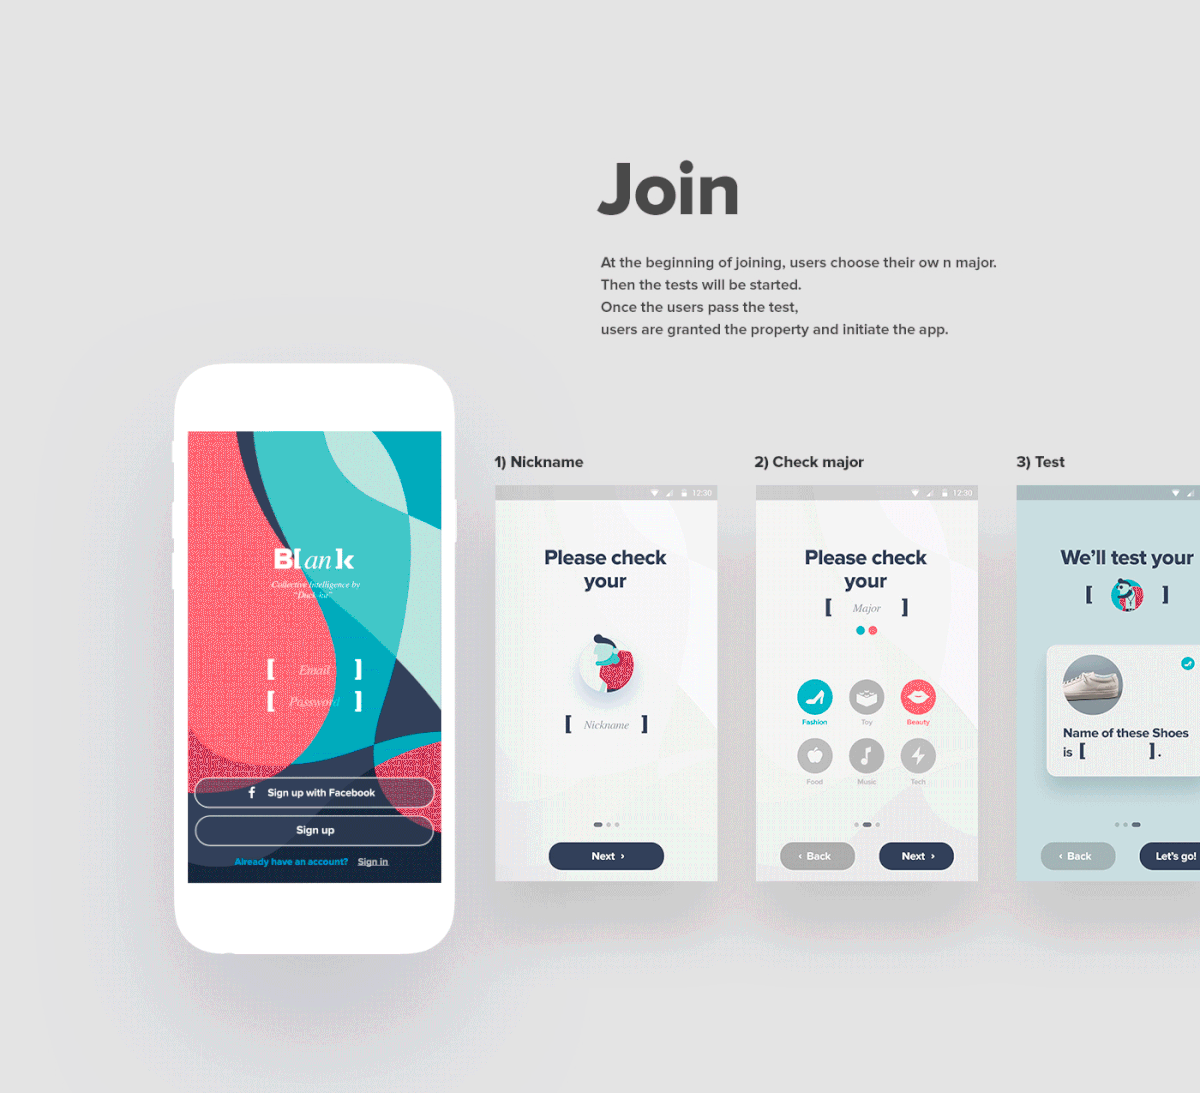 Join
At the beginning of joining, users choose their ow n major.
Then the tests will be started.
Once the users pass the test,
users are granted the property and initiate the app.
B[an]k
Collective Intelligence by
"Duck-hu"
[ Email ]
[ Password ]
Sign up with Facebook
Sign up
Already have an account? Sign in
1) Nickname
12:30
Please check
your
[ Nickname ]
Next ›
2) Check major
12:30
Please check
your
[ Major ]
Fashion
Toy
Beauty
Food
Music
Tech
‹ Back
Next ›
3) Test
We'll test your
[ ]
Name of these Shoes
is [ ].
‹ Back
Let's go!